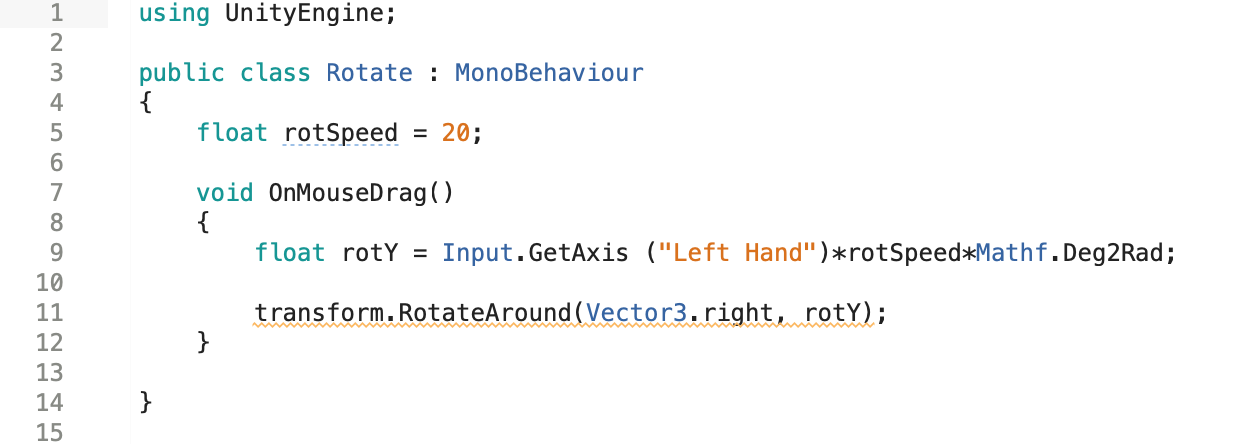 1 using UnityEngine;
2
3 public class Rotate : MonoBehaviour
4 {
5     float rotSpeed = 20;
6
7     void OnMouseDrag()
8     {
9         float rotY = Input.GetAxis ("Left Hand")*rotSpeed*Mathf.Deg2Rad;
10
11         transform.RotateAround(Vector3.right, rotY);
12     }
13
14 }
15